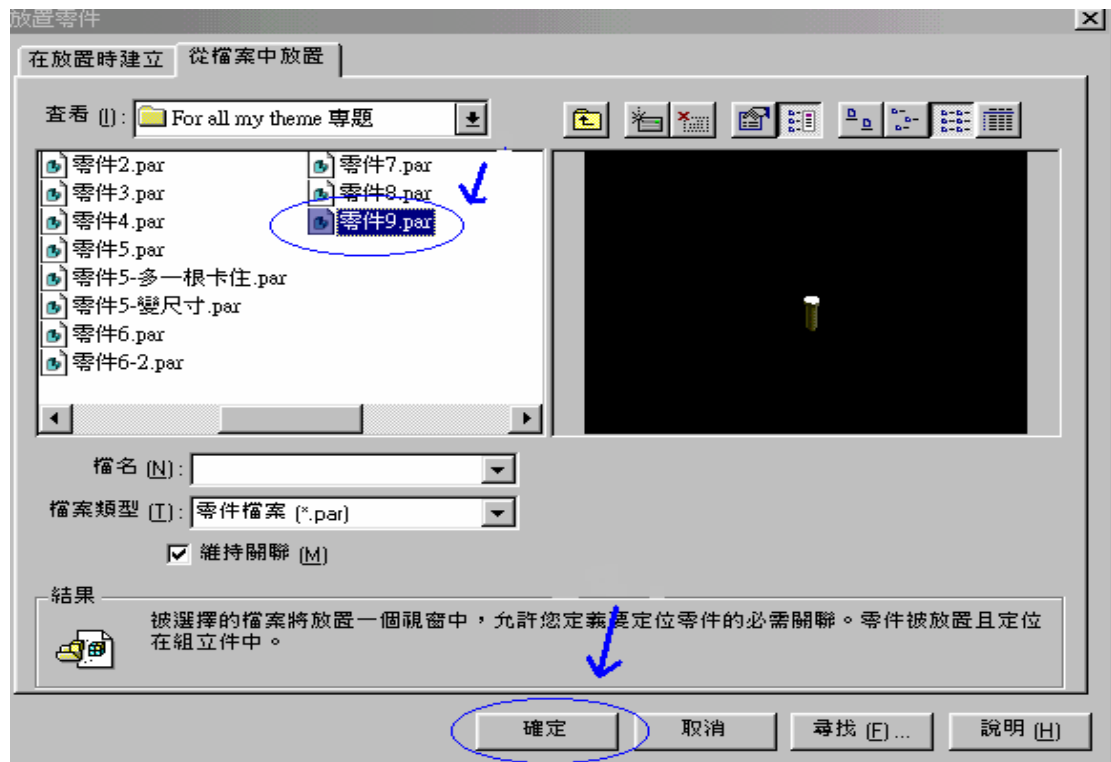 放置零件
在放置時建立 從檔案中放置
查看 (I): For all my theme 專題
零件2.par
零件3.par
零件4.par
零件5.par
零件5-多一根卡住.par
零件5-變尺寸.par
零件6.par
零件6-2.par
零件7.par
零件8.par
零件9.par
檔名 (N):
檔案類型 (T): 零件檔案 (*.par)
維持關聯 (M)
結果
被選擇的檔案將放置一個視窗中，允許您定義要定位零件的必需關聯。零件被放置且定位
在組立件中。
確定 取消 尋找 (F)... 說明 (H)